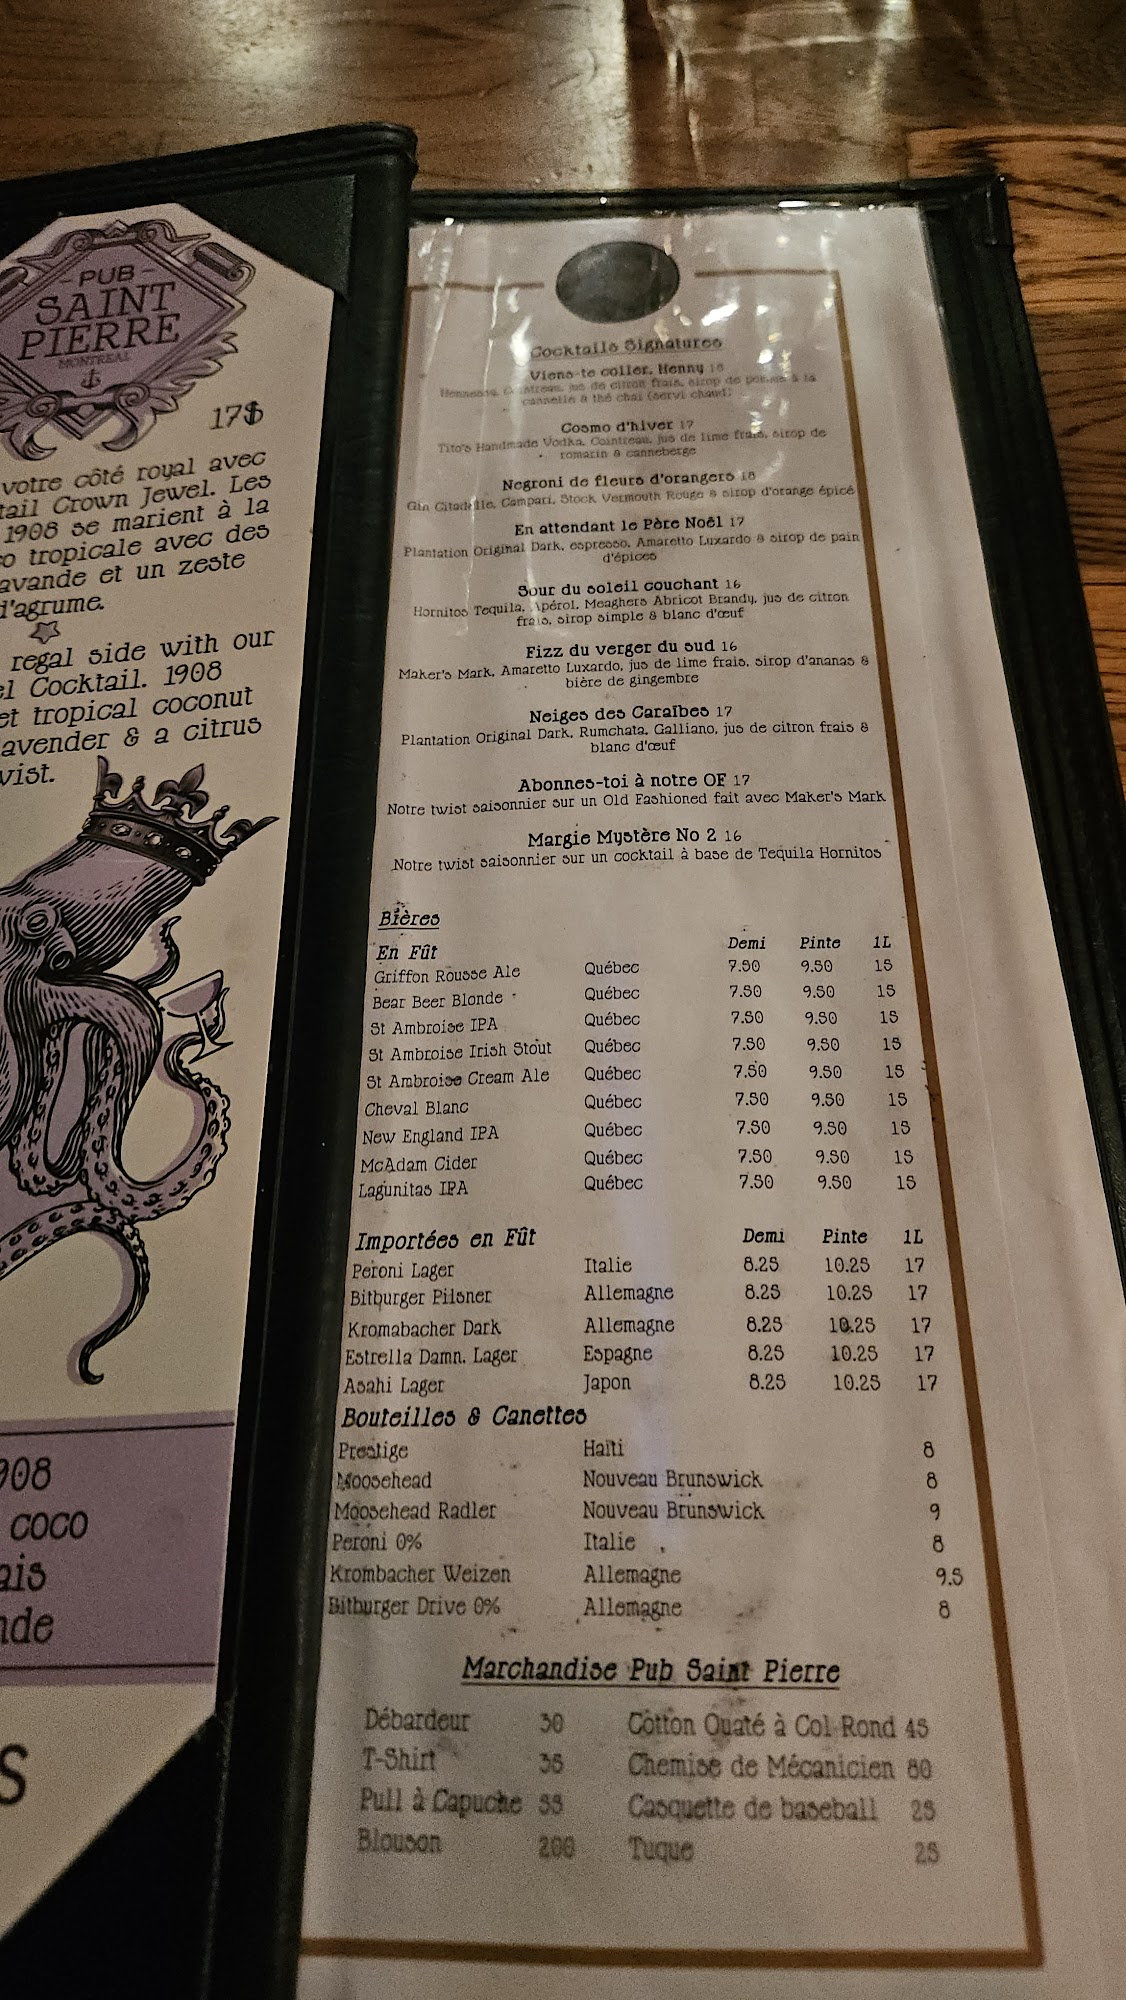 - PUB -
SAINT
PIERRE
MONTREAL
17$
votre côté royal avec
tail Crown Jewel. Les
1908 se marient à la
o tropicale avec des
avande et un zeste
d'agrume.
regal side with our
el Cocktail. 1908
et tropical coconut
avender & a citrus
wist.
908
coco
ais
nde
S
Cocktails Signatures
Viens-te coller, Henny 18
Hennessy, Cointreau, jus de citron frais, sirop de pomme à la
cannelle & thé chai (servi chaud)
Cosmo d'hiver 17
Tito's Handmade Vodka, Cointreau, jus de lime frais, sirop de
romarin & canneberge
Negroni de fleurs d'orangers 18
Gin Citadelle, Campari, Stock Vermouth Rouge & sirop d'orange épicé
En attendant le Père Noël 17
Plantation Original Dark, espresso, Amaretto Luxardo & sirop de pain
d'épices
Sour du soleil couchant 16
Hornitos Tequila, Apérol, Meaghers Abricot Brandy, jus de citron
frais, sirop simple & blanc d'œuf
Fizz du verger du sud 16
Maker's Mark, Amaretto Luxardo, jus de lime frais, sirop d'ananas &
bière de gingembre
Neiges des Caraïbes 17
Plantation Original Dark, Rumchata, Galliano, jus de citron frais &
blanc d'œuf
Abonnes-toi à notre OF 17
Notre twist saisonnier sur un Old Fashioned fait avec Maker's Mark
Margie Mystère No 2 16
Notre twist saisonnier sur un cocktail à base de Tequila Hornitos
Bières
En Fût Demi Pinte 1L
Griffon Rousse Ale Québec 7.50 9.50 15
Bear Beer Blonde Québec 7.50 9.50 15
St Ambroise IPA Québec 7.50 9.50 15
St Ambroise Irish Stout Québec 7.50 9.50 15
St Ambroise Cream Ale Québec 7.50 9.50 15
Cheval Blanc Québec 7.50 9.50 15
New England IPA Québec 7.50 9.50 15
McAdam Cider Québec 7.50 9.50 15
Lagunitas IPA Québec 7.50 9.50 15
Importées en Fût Demi Pinte 1L
Peroni Lager Italie 8.25 10.25 17
Bitburger Pilsner Allemagne 8.25 10.25 17
Kromabacher Dark Allemagne 8.25 10.25 17
Estrella Damn. Lager Espagne 8.25 10.25 17
Asahi Lager Japon 8.25 10.25 17
Bouteilles & Canettes
Prestige Haïti 8
Moosehead Nouveau Brunswick 8
Moosehead Radler Nouveau Brunswick 9
Peroni 0% Italie 8
Krombacher Weizen Allemagne 9.5
Bitburger Drive 0% Allemagne 8
Marchandise Pub Saint Pierre
Débardeur 30 Cotton Ouaté à Col Rond 45
T-Shirt 35 Chemise de Mécanicien 80
Pull à Capuche 55 Casquette de baseball 25
Blouson 200 Tuque 25